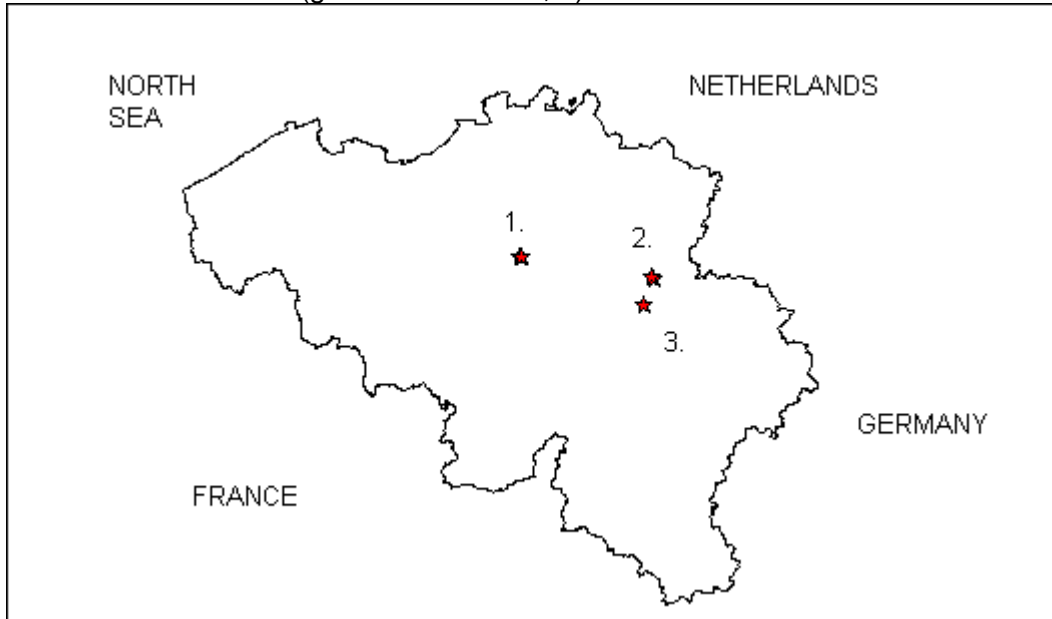 NORTH
SEA
NETHERLANDS
1.
2.
3.
GERMANY
FRANCE